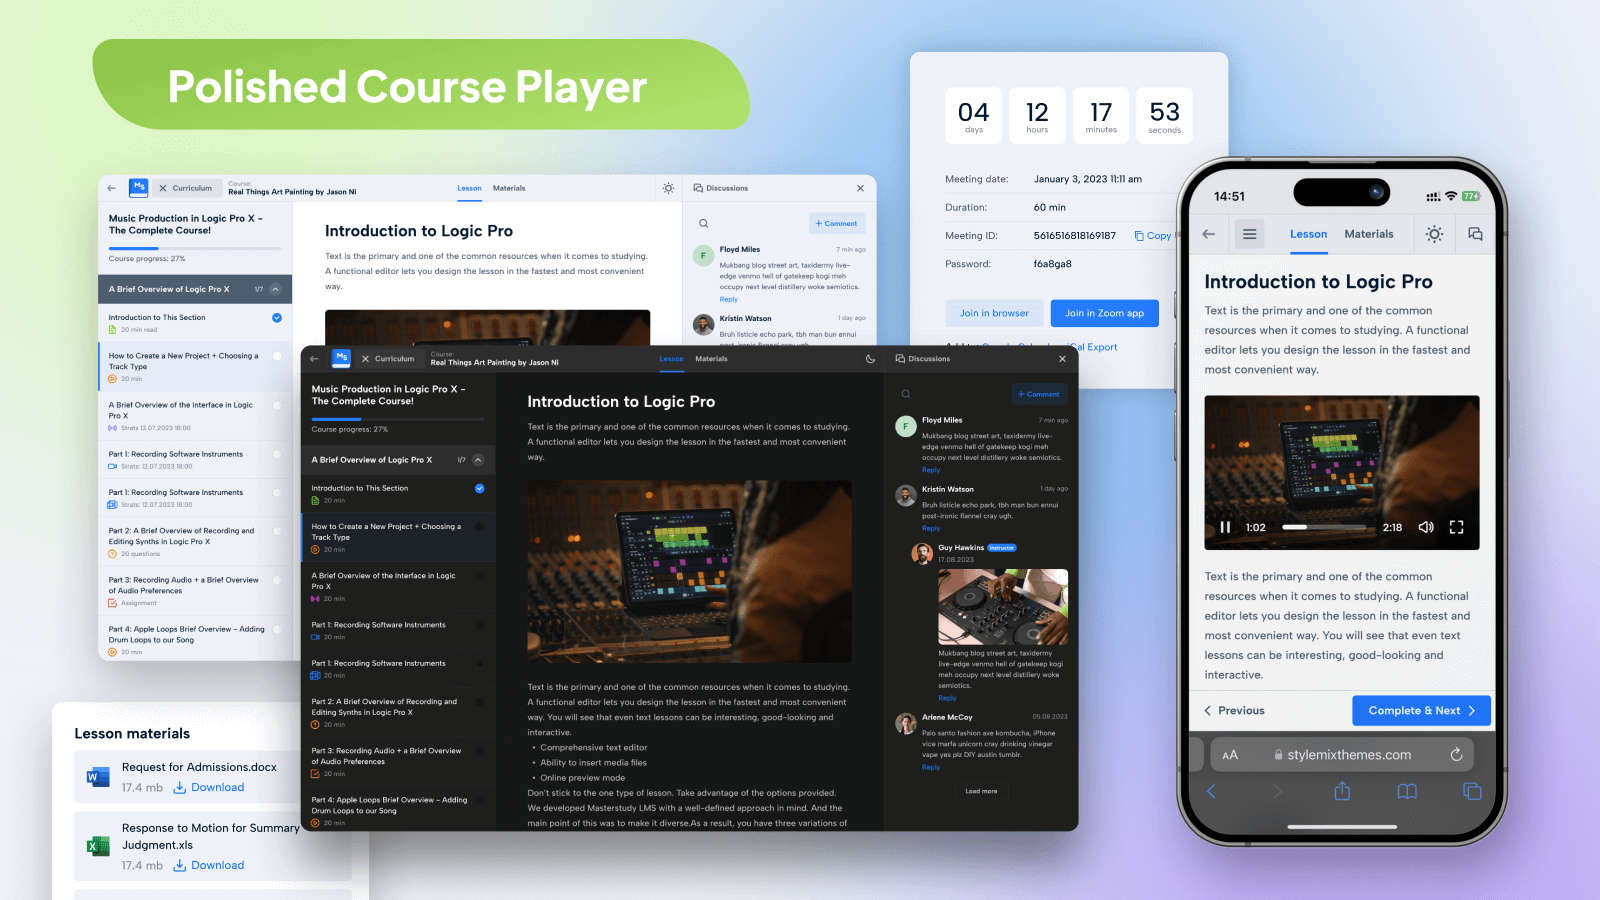 Polished Course Player
MS
Curriculum
Course:
Real Things Art Painting by Jason Ni
Lesson
Materials
Discussions
Music Production in Logic Pro X -
The Complete Course!
Course progress: 27%
A Brief Overview of Logic Pro X 1/7
Introduction to This Section
20 min read
How to Create a New Project + Choosing a
Track Type
20 min
A Brief Overview of the Interface in Logic
Pro X
Strats 12.07.2023 18:00
Part 1: Recording Software Instruments
Strats: 12.07.2023 18:00
Part 1: Recording Software Instruments
Strats: 12.07.2023 18:00
Part 2: A Brief Overview of Recording and
Editing Synths in Logic Pro X
20 questions
Part 3: Recording Audio + a Brief Overview
of Audio Preferences
Assignment
Part 4: Apple Loops Brief Overview - Adding
Drum Loops to our Song
20 min
Introduction to Logic Pro
Text is the primary and one of the common resources when it comes to studying.
A functional editor lets you design the lesson in the fastest and most convenient
way.
+ Comment
F
Floyd Miles 7 min ago
Mukbang blog street art, taxidermy live-
edge venmo hell of gatekeep kogi meh
occupy next level distillery woke semiotics.
Reply
Kristin Watson 1 day ago
Bruh listicle echo park, tbh man bun ennui
MS
Curriculum
Course:
Real Things Art Painting by Jason Ni
Lesson
Materials
Discussions
Music Production in Logic Pro X -
The Complete Course!
Course progress: 27%
A Brief Overview of Logic Pro X 1/7
Introduction to This Section
20 min
How to Create a New Project + Choosing a
Track Type
20 min
A Brief Overview of the Interface in Logic
Pro X
20 min
Part 1: Recording Software Instruments
20 min
Part 1: Recording Software Instruments
20 min
Part 2: A Brief Overview of Recording and
Editing Synths in Logic Pro X
20 min
Part 3: Recording Audio + a Brief Overview
of Audio Preferences
20 min
Part 4: Apple Loops Brief Overview - Adding
Drum Loops to our Song
20 min
Introduction to Logic Pro
Text is the primary and one of the common resources when it comes to studying.
A functional editor lets you design the lesson in the fastest and most convenient
way.
Text is the primary and one of the common resources when it comes to studying.
A functional editor lets you design the lesson in the fastest and most convenient
way. You will see that even text lessons can be interesting, good-looking and
interactive.
• Comprehensive text editor
• Ability to insert media files
• Online preview mode
Don't stick to the one type of lesson. Take advantage of the options provided.
We developed Masterstudy LMS with a well-defined approach in mind. And the
main point of this was to make it diverse.As a result, you have three variations of
+ Comment
F
Floyd Miles 7 min ago
Mukbang blog street art, taxidermy live-
edge venmo hell of gatekeep kogi meh
occupy next level distillery woke semiotics.
Reply
Kristin Watson 1 day ago
Bruh listicle echo park, tbh man bun ennui
post-ironic flannel cray ugh.
Reply
Guy Hawkins Instructor
17.08.2023
Mukbang blog street art, taxidermy
live-edge venmo hell of gatekeep kogi
meh occupy next level distillery woke
semiotics.
Reply
Arlene McCoy 05.08.2023
Palo santo fashion axe kombucha, iPhone
vice marfa unicorn cray drinking vinegar
vape yes plz DIY austin tumblr.
Reply
Load more
Lesson materials
Request for Admissions.docx
17.4 mb Download
Response to Motion for Summary
Judgment.xls
17.4 mb Download
04 12 17 53
days hours minutes seconds
Meeting date: January 3, 2023 11:11 am
Duration: 60 min
Meeting ID: 5616516818169187 Copy
Password: f6a8ga8
Join in browser
Join in Zoom app
iCal Export
14:51
77
Lesson
Materials
Introduction to Logic Pro
Text is the primary and one of the common
resources when it comes to studying. A functional
editor lets you design the lesson in the fastest and
most convenient way.
1:02 2:18
Text is the primary and one of the common
resources when it comes to studying. A functional
editor lets you design the lesson in the fastest and
most convenient way. You will see that even text
lessons can be interesting, good-looking and
interactive.
Previous
Complete & Next
AA stylemixthemes.com